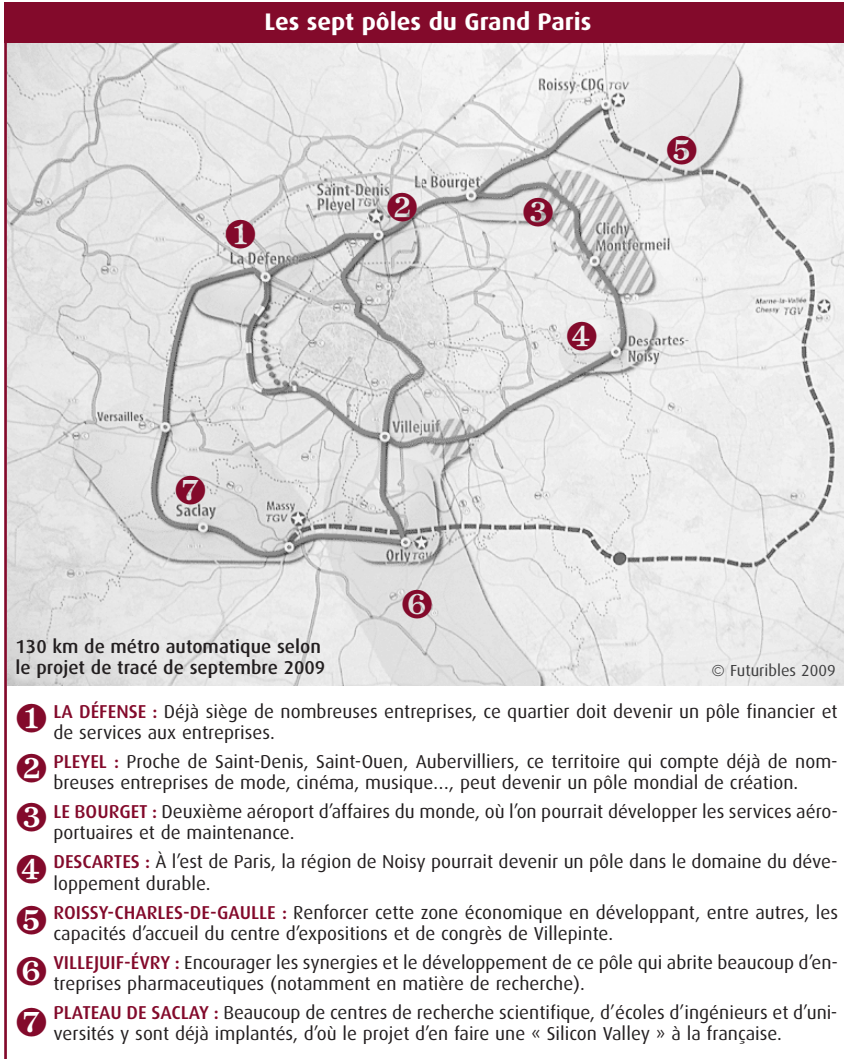 Les sept pôles du Grand Paris
Roissy-CDG TGV
5
Le Bourget
Saint-Denis
Pleyel TGV
2
3
1
Clichy
Montfermeil
La Défense
Marne-la-Vallée
Chessy TGV
4
Descartes-
Noisy
Versailles
Villejuif
7
Saclay
Massy
TGV
Orly TGV
6
130 km de métro automatique selon
le projet de tracé de septembre 2009
© Futuribles 2009
1 LA DÉFENSE : Déjà siège de nombreuses entreprises, ce quartier doit devenir un pôle financier et
de services aux entreprises.
2 PLEYEL : Proche de Saint-Denis, Saint-Ouen, Aubervilliers, ce territoire qui compte déjà de nom-
breuses entreprises de mode, cinéma, musique..., peut devenir un pôle mondial de création.
3 LE BOURGET : Deuxième aéroport d'affaires du monde, où l'on pourrait développer les services aéro-
portuaires et de maintenance.
4 DESCARTES : À l'est de Paris, la région de Noisy pourrait devenir un pôle dans le domaine du déve-
loppement durable.
5 ROISSY-CHARLES-DE-GAULLE : Renforcer cette zone économique en développant, entre autres, les
capacités d'accueil du centre d'expositions et de congrès de Villepinte.
6 VILLEJUIF-ÉVRY : Encourager les synergies et le développement de ce pôle qui abrite beaucoup d'en-
treprises pharmaceutiques (notamment en matière de recherche).
7 PLATEAU DE SACLAY : Beaucoup de centres de recherche scientifique, d'écoles d'ingénieurs et d'uni-
versités y sont déjà implantés, d'où le projet d'en faire une « Silicon Valley » à la française.